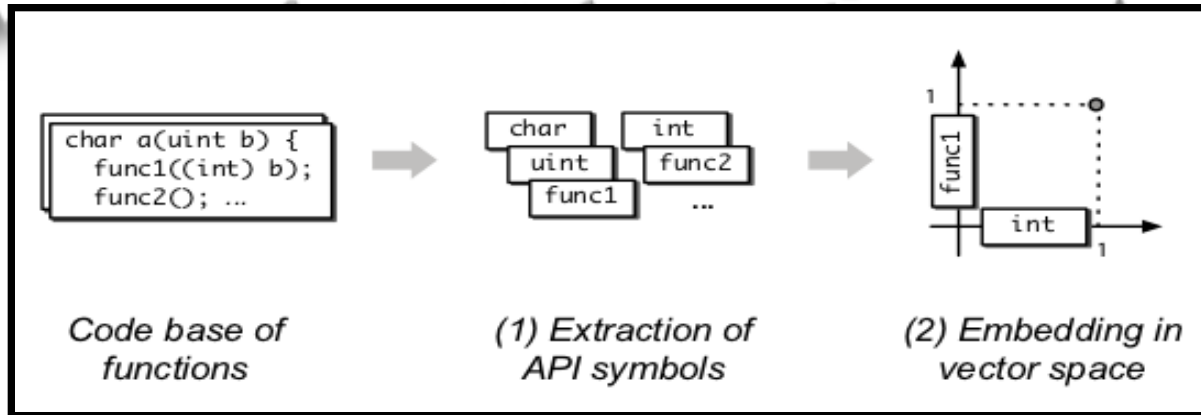 char a(uint b) {
func1((int) b);
func2(); ...
char
uint
func1
int
func2
...
1
func1
int
1
Code base of
functions
(1) Extraction of
API symbols
(2) Embedding in
vector space